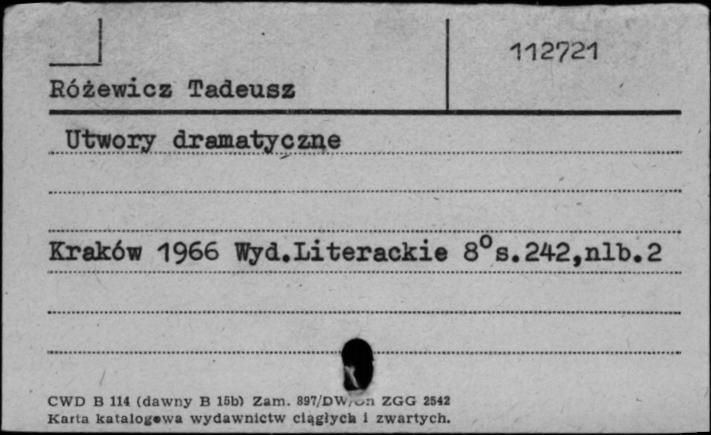 112721
Różewicz Tadeusz
Utwory dramatyczne
Kraków 1966 Wyd.Literackie 8°s.242,nlb.2
CWD B 114 (dawny B 15b) Zam. 897/DW/ ZGG 2542
Karta katalogowa wydawnictw ciągłych i zwartych.